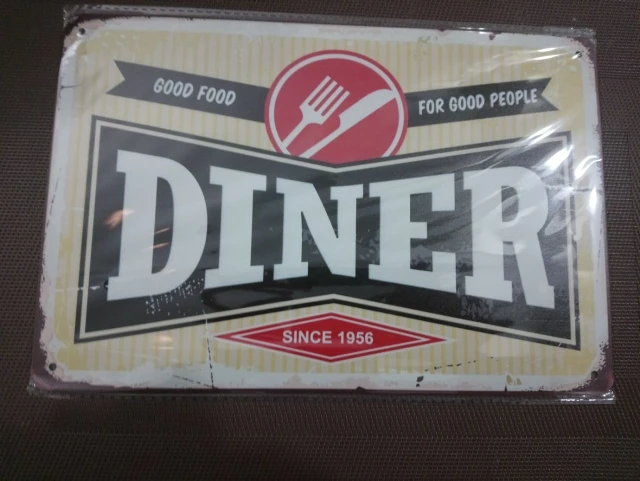 GOOD FOOD
FOR GOOD PEOPLE
DINER
SINCE 1956